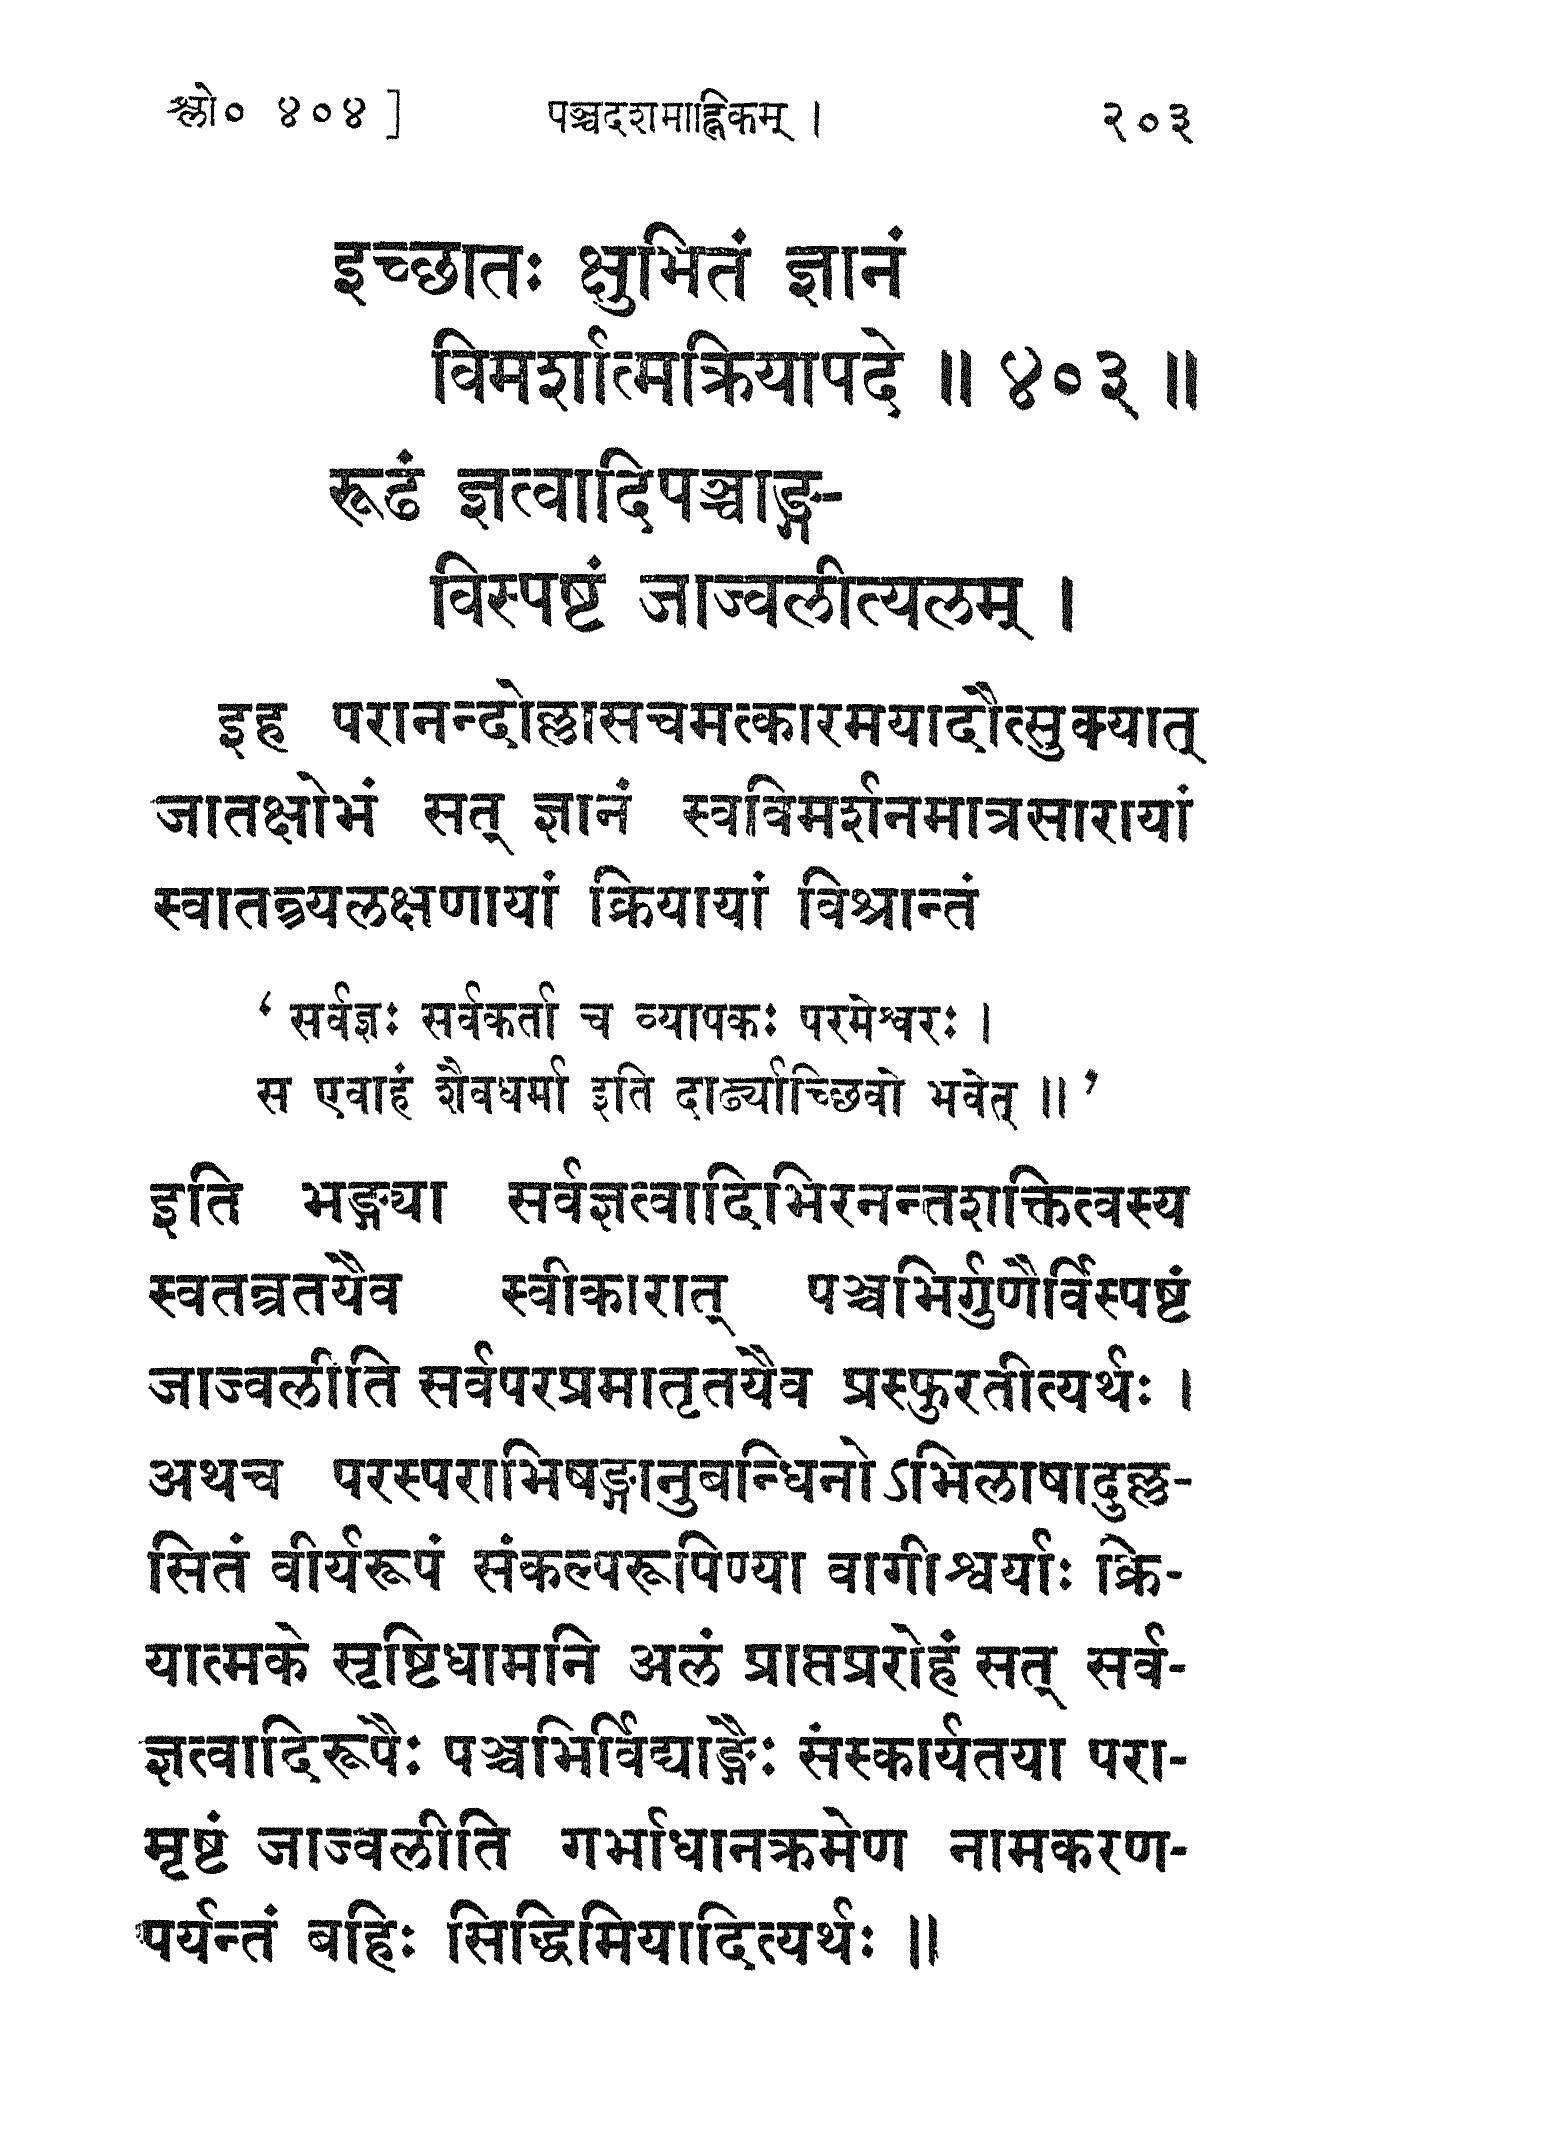 श्लो० ४०४] पञ्चदशमाह्निकम् । २०३
इच्छातः क्षुभितं ज्ञानं
विमर्शात्मक्रियापदे ॥ ४०३ ॥
रूढं ज्ञत्वादिपञ्चाङ्ग-
विस्पष्टं जाज्वलीत्यलम् ।
इह परानन्दोल्लासचमत्कारमयादौत्सुक्यात्
जातक्षोभं सत् ज्ञानं स्वविमर्शनमात्रसारायां
स्वातन्त्र्यलक्षणायां क्रियायां विश्रान्तं
‘ सर्वज्ञः सर्वकर्ता च व्यापकः परमेश्वरः ।
स एवाहं शैवधर्मा इति दार्ढ्याच्छिवो भवेत् ॥ ’
इति भङ्ग्या सर्वज्ञत्वादिभिरनन्तशक्तित्वस्य
स्वतन्त्रतयैव स्वीकारात् पञ्चभिर्गुणैर्विस्पष्टं
जाज्वलीति सर्वपरप्रमातृतयैव प्रस्फुरतीत्यर्थः ।
अथच परस्पराभिषङ्गानुबन्धिनोऽभिलाषादुल्ल-
सितं वीर्यरूपं संकल्परूपिण्या वागीश्वर्याः क्रि-
यात्मके सृष्टिधामनि अलं प्राप्तप्ररोहं सत् सर्व-
ज्ञत्वादिरूपैः पञ्चभिर्विद्याङ्गैः संस्कार्यतया परा-
मृष्टं जाज्वलीति गर्भाधानक्रमेण नामकरण-
पर्यन्तं बहिः सिद्धिमियादित्यर्थः ॥